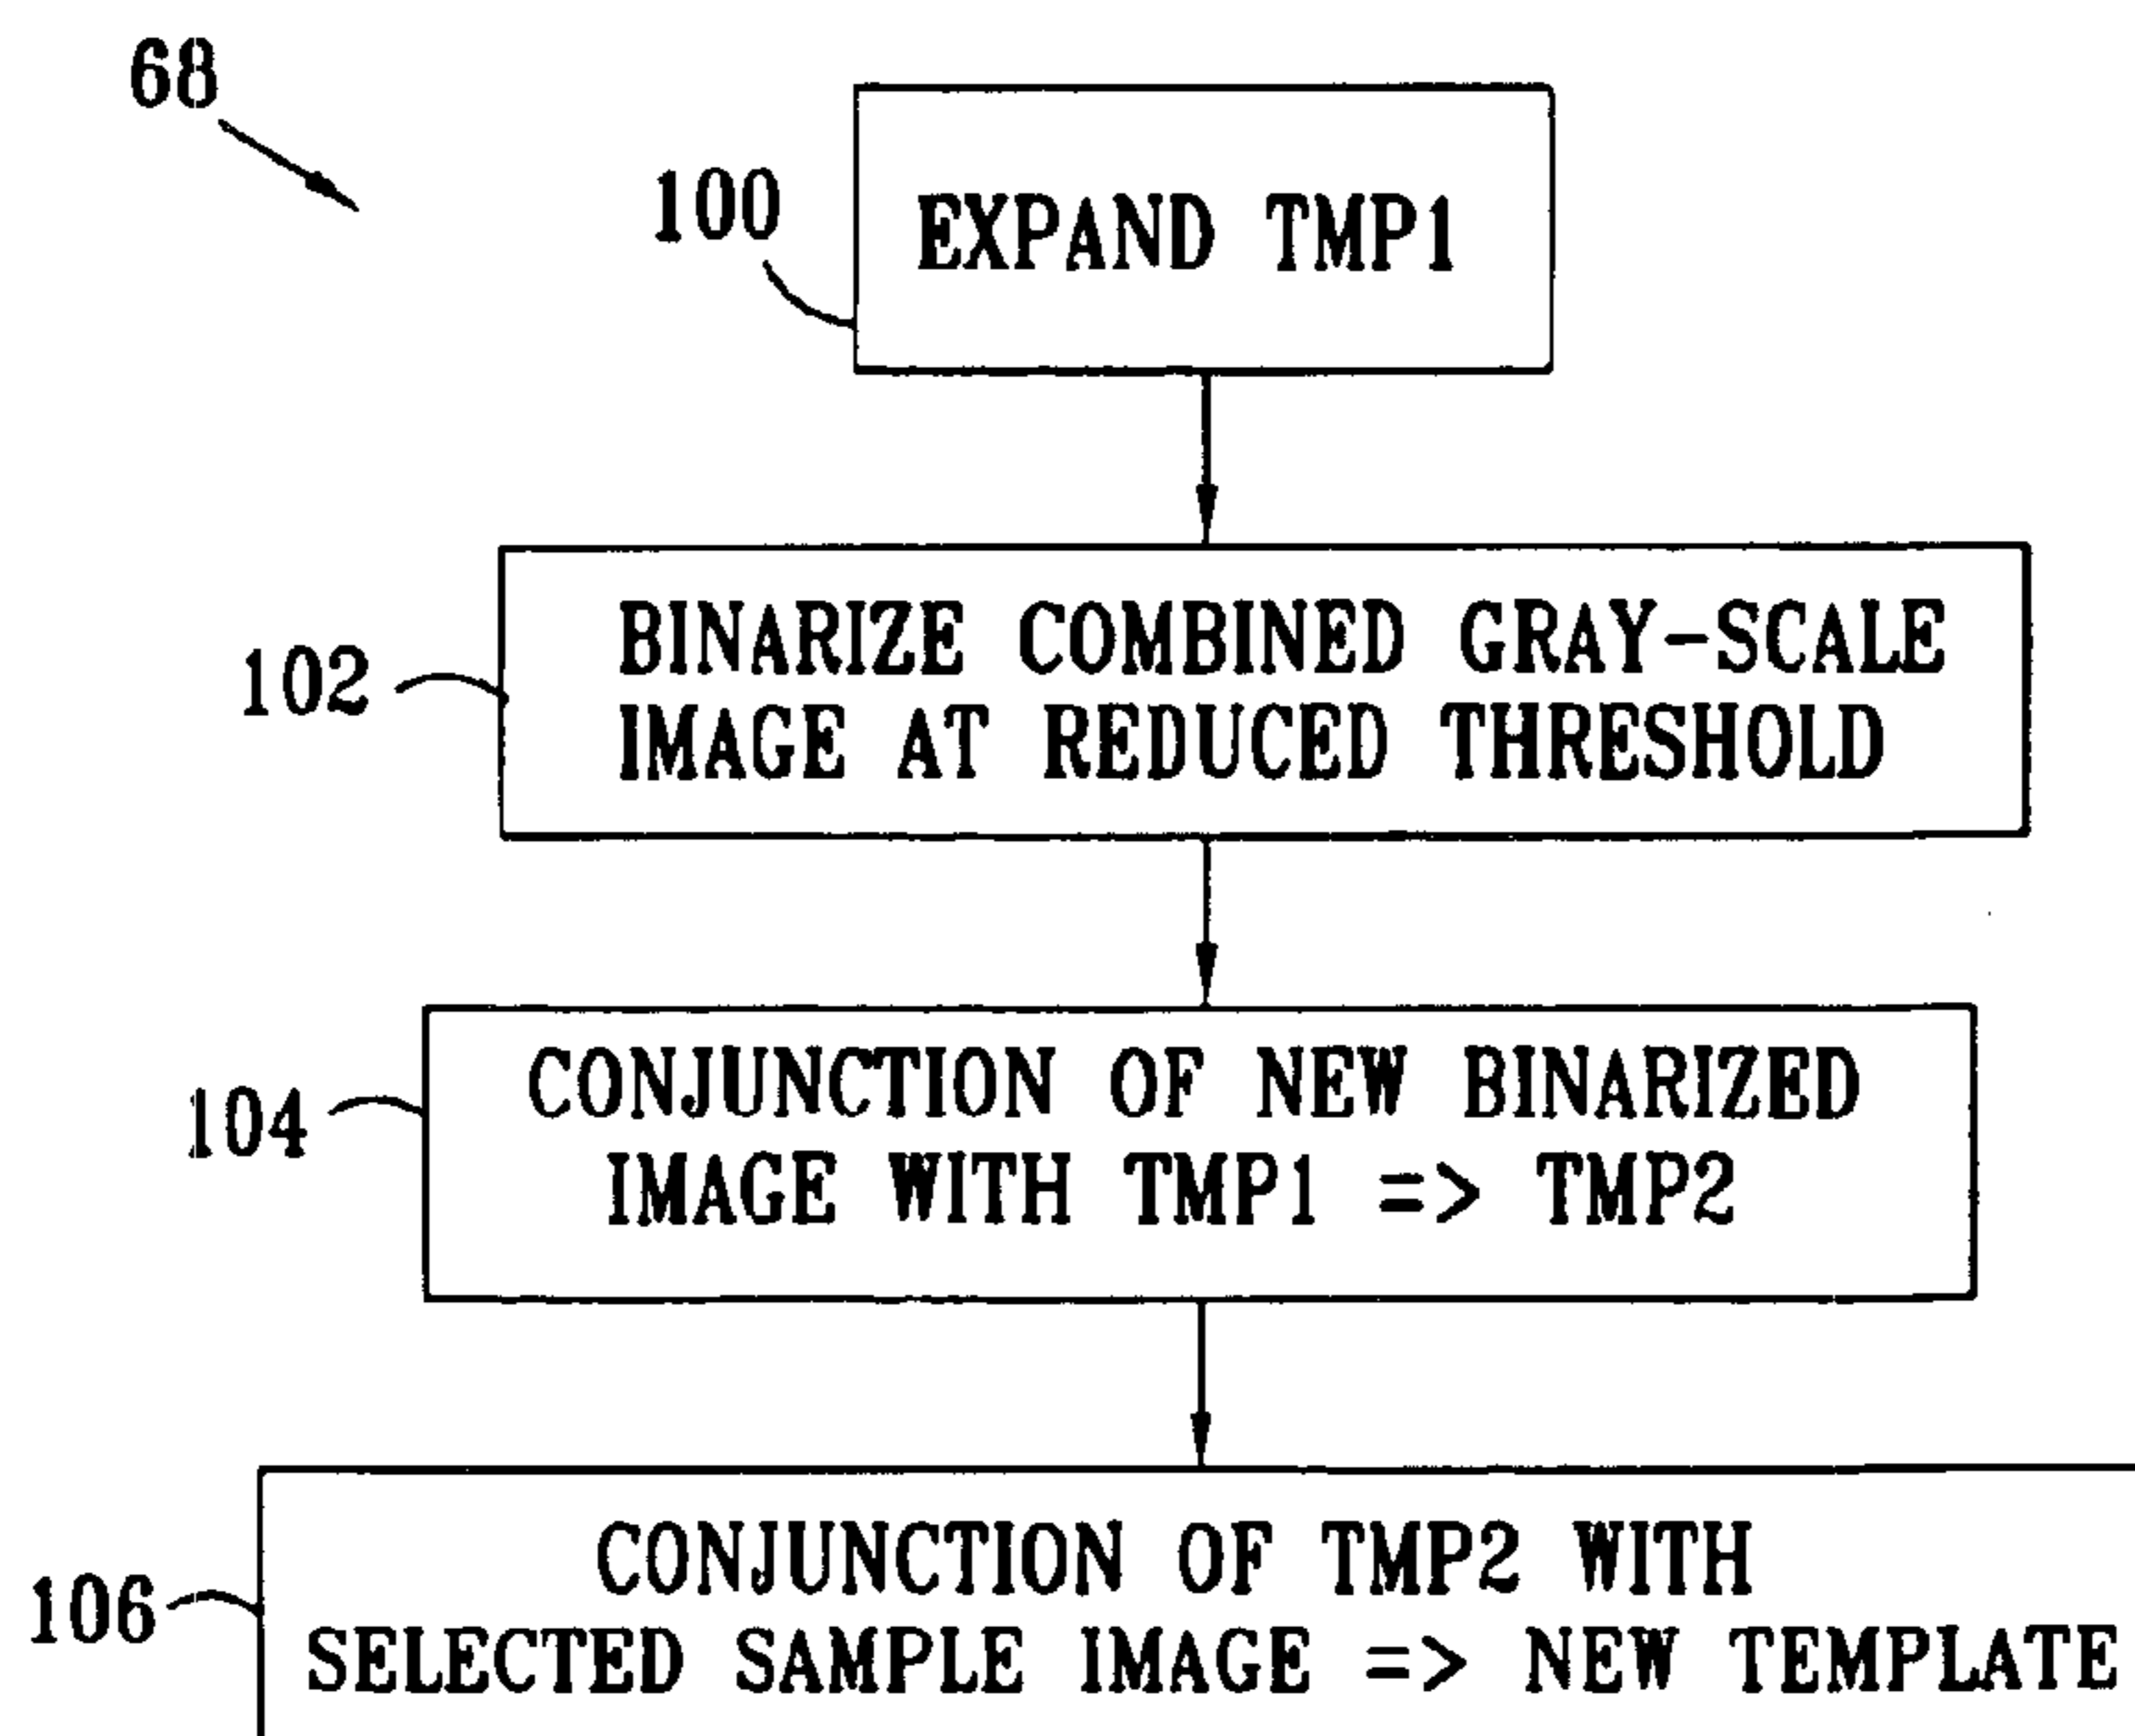 68
100
EXPAND TMP1
102
BINARIZE COMBINED GRAY-SCALE
IMAGE AT REDUCED THRESHOLD
104
CONJUNCTION OF NEW BINARIZED
IMAGE WITH TMP1 => TMP2
106
CONJUNCTION OF TMP2 WITH
SELECTED SAMPLE IMAGE => NEW TEMPLATE